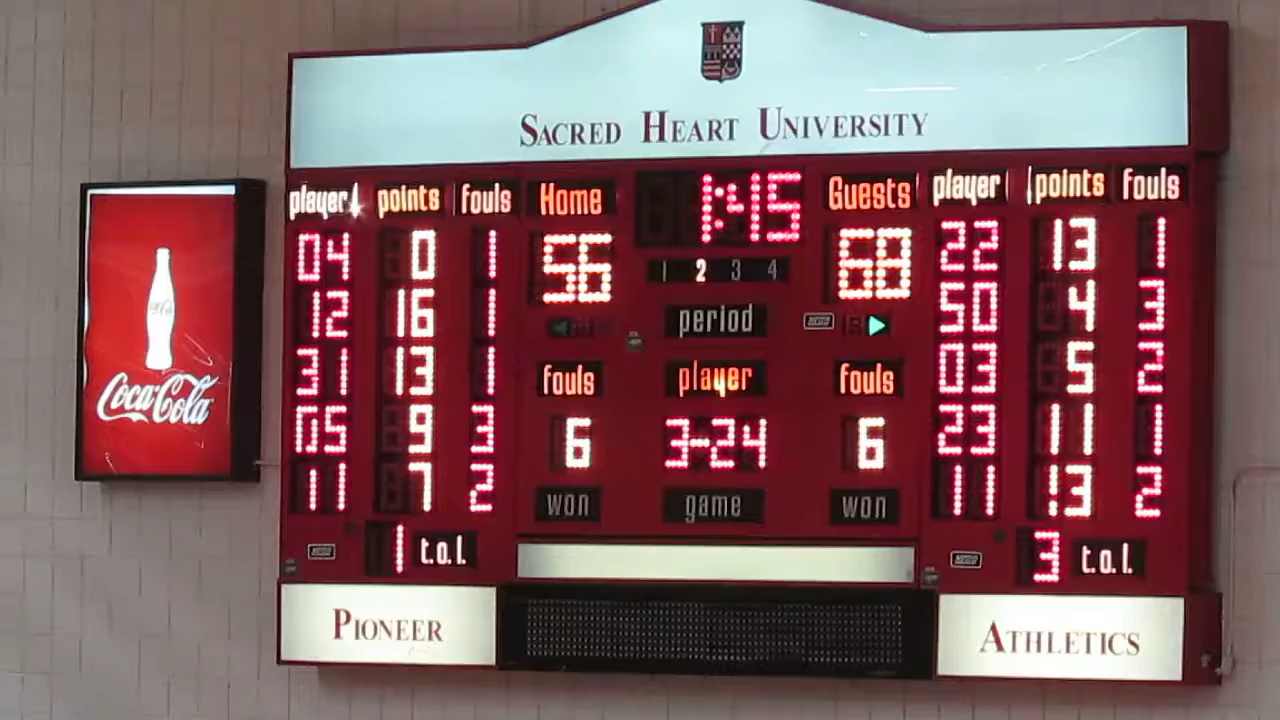 SACRED HEART UNIVERSITY
player points fouls Home 1:15 Guests player points fouls
04 0 1 56 68 22 13 1
1 2 3 4
12 16 1 period 50 4 3
31 13 1 fouls player fouls 03 5 2
05 9 3 6 3-24 6 23 11 1
11 7 2 won game won 11 13 2
1 t.o.l. 3 t.o.l.
PIONEER ATHLETICS
Coca-Cola